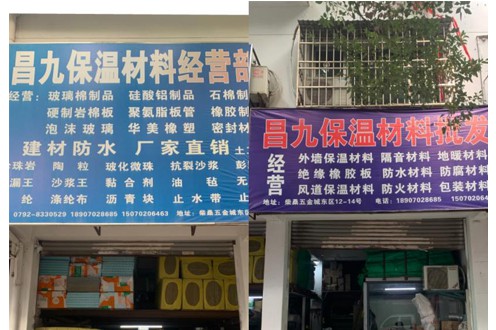 昌九保温材料经营部
经营：玻璃棉制品 硅酸铝制品 石棉制
硬制岩棉板 聚氨脂板管 橡胶制
泡沫玻璃 华美橡塑 密封材
建材防水 厂家直销
珠岩 陶粒 玻化微珠 抗裂沙浆
漏王 沙浆王 黏合剂 油毡 无
纶 涤纶布 沥青块 止水带
0792-8330529 18907028685 15070206463 地址：柴桑五金城东区
昌九保温材料批发
经营
外墙保温材料 隔音材料 地暖材料
绝缘橡胶板 防水材料 防腐材料
风道保温材料 防火材料 包装材料
地址：柴桑五金城东区12-14号 电话：18907028685 15070206